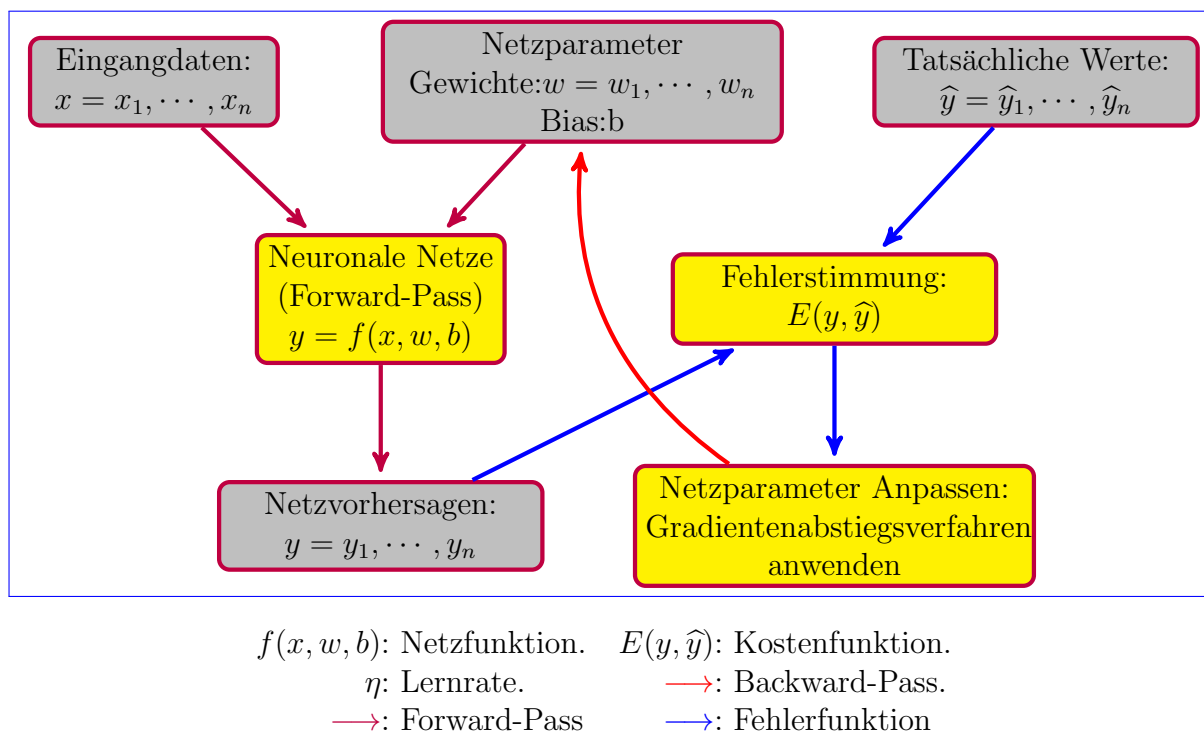 Eingangdaten:
x = x₁, ⋯ , xₙ
Netzparameter
Gewichte:w = w₁, ⋯ , wₙ
Bias:b
Tatsächliche Werte:
ŷ = ŷ₁, ⋯ , ŷₙ
Neuronale Netze
(Forward-Pass)
y = f(x, w, b)
Fehlerstimmung:
E(y, ŷ)
Netzvorhersagen:
y = y₁, ⋯ , yₙ
Netzparameter Anpassen:
Gradientenabstiegsverfahren
anwenden
f(x, w, b): Netzfunktion.
E(y, ŷ): Kostenfunktion.
η: Lernrate.
⟶: Backward-Pass.
⟶: Forward-Pass
⟶: Fehlerfunktion